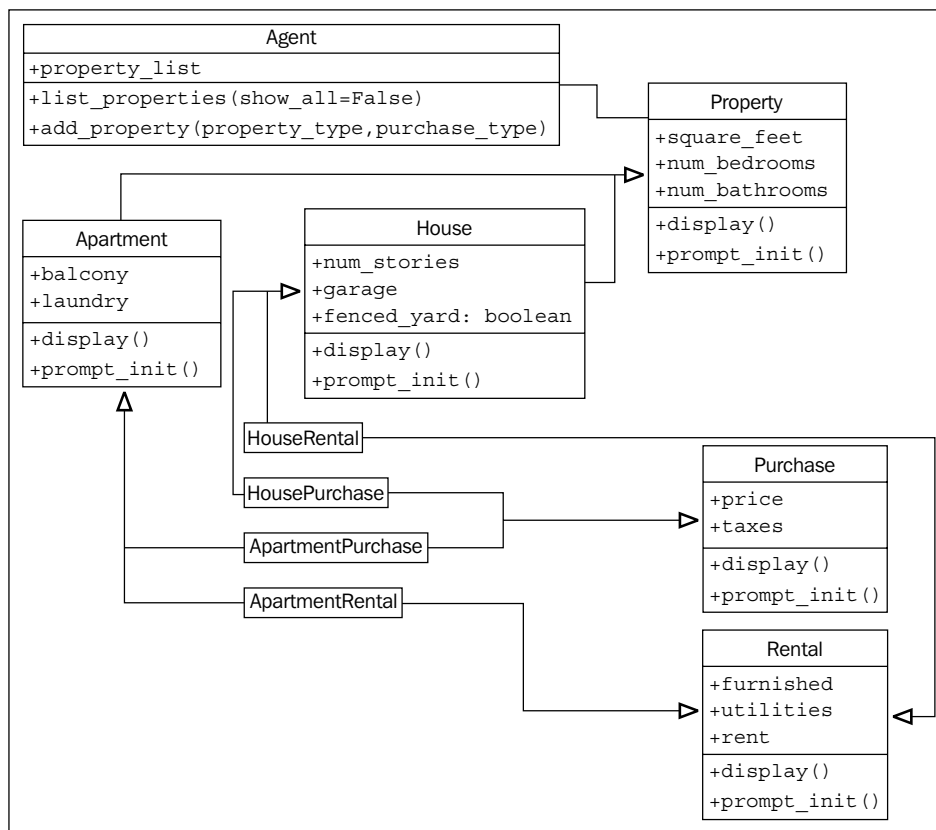 Agent
+property_list
+list_properties(show_all=False)
+add_property(property_type,purchase_type)
Property
+square_feet
+num_bedrooms
+num_bathrooms
+display()
+prompt_init()
Apartment
+balcony
+laundry
+display()
+prompt_init()
House
+num_stories
+garage
+fenced_yard: boolean
+display()
+prompt_init()
HouseRental
HousePurchase
ApartmentPurchase
ApartmentRental
Purchase
+price
+taxes
+display()
+prompt_init()
Rental
+furnished
+utilities
+rent
+display()
+prompt_init()